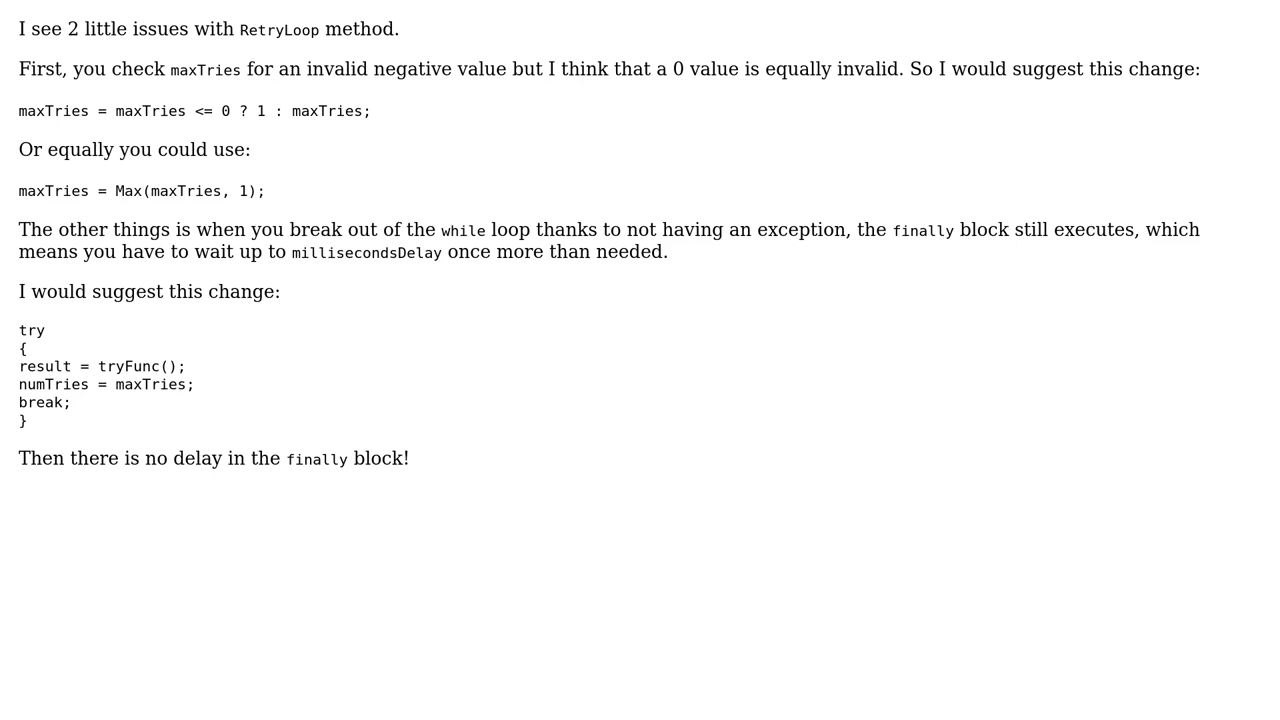 I see 2 little issues with RetryLoop method.
First, you check maxTries for an invalid negative value but I think that a 0 value is equally invalid. So I would suggest this change:
maxTries = maxTries <= 0 ? 1 : maxTries;
Or equally you could use:
maxTries = Max(maxTries, 1);
The other things is when you break out of the while loop thanks to not having an exception, the finally block still executes, which
means you have to wait up to millisecondsDelay once more than needed.
I would suggest this change:
try
{
result = tryFunc();
numTries = maxTries;
break;
}
Then there is no delay in the finally block!